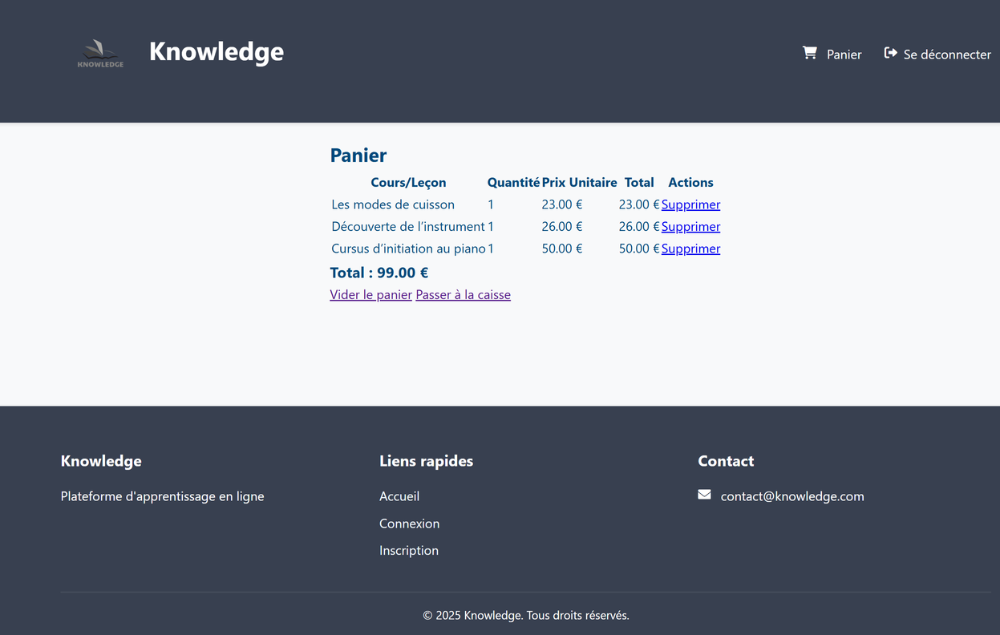 KNOWLEDGE
Knowledge
Panier
Se déconnecter
Panier
Cours/Leçon Quantité Prix Unitaire Total Actions
Les modes de cuisson 1 23.00 € 23.00 € Supprimer
Découverte de l’instrument 1 26.00 € 26.00 € Supprimer
Cursus d’initiation au piano 1 50.00 € 50.00 € Supprimer
Total : 99.00 €
Vider le panier Passer à la caisse
Knowledge
Plateforme d'apprentissage en ligne
Liens rapides
Accueil
Connexion
Inscription
Contact
contact@knowledge.com
© 2025 Knowledge. Tous droits réservés.